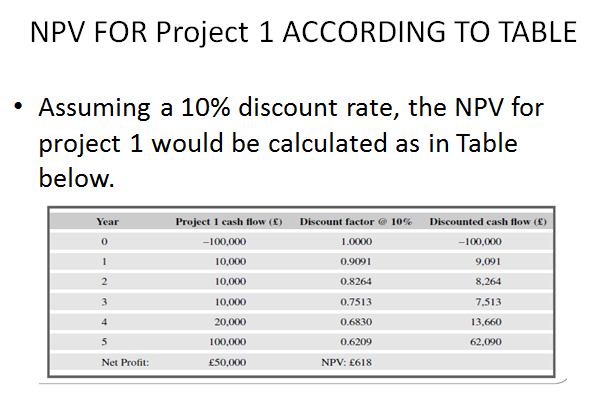 NPV FOR Project 1 ACCORDING TO TABLE
• Assuming a 10% discount rate, the NPV for
project 1 would be calculated as in Table
below.
Year Project 1 cash flow (£) Discount factor @ 10% Discounted cash flow (£)
0 –100,000 1.0000 –100,000
1 10,000 0.9091 9,091
2 10,000 0.8264 8,264
3 10,000 0.7513 7,513
4 20,000 0.6830 13,660
5 100,000 0.6209 62,090
Net Profit: £50,000 NPV: £618